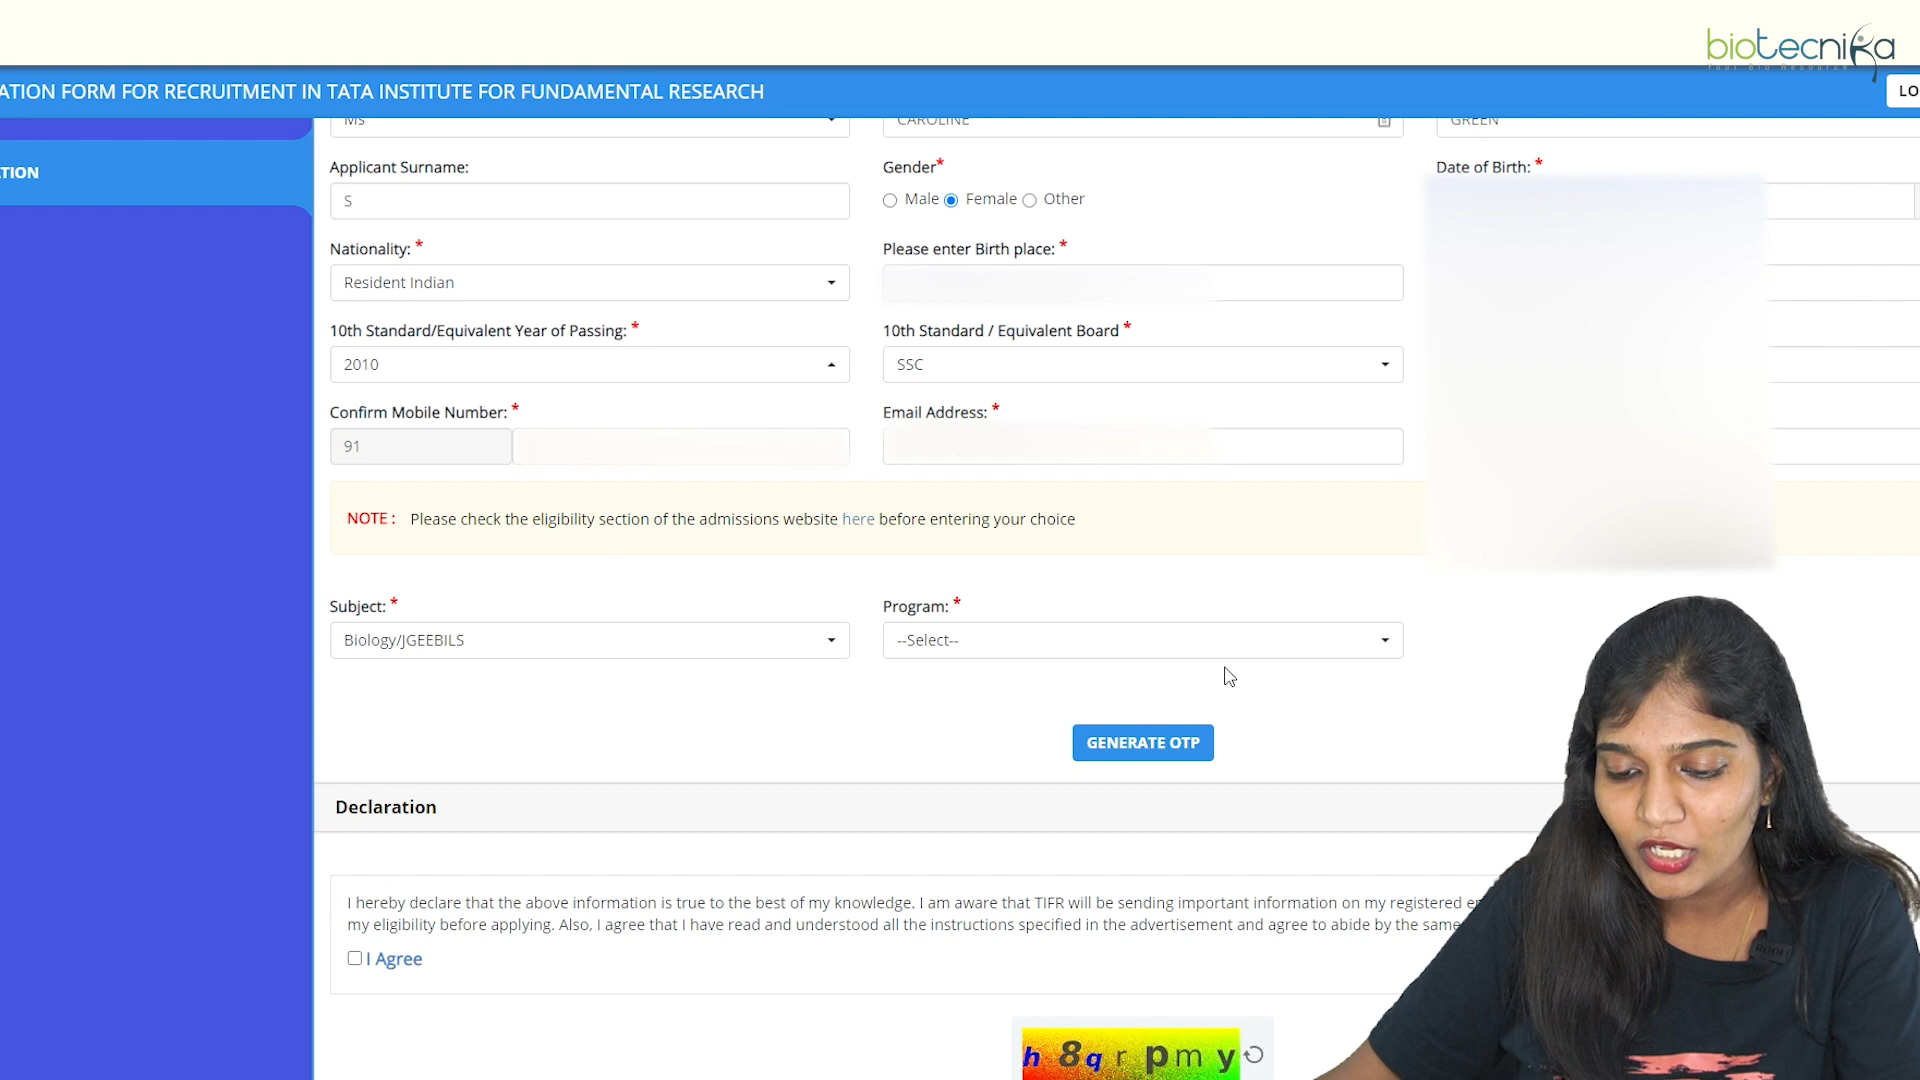 biotecnika
ATION FORM FOR RECRUITMENT IN TATA INSTITUTE FOR FUNDAMENTAL RESEARCH
LO
Ms
CAROLINE
GREEN
TION
Applicant Surname:
Gender*
Date of Birth: *
S
Male Female Other
Nationality: *
Please enter Birth place: *
Resident Indian
10th Standard/Equivalent Year of Passing: *
10th Standard / Equivalent Board *
2010
SSC
Confirm Mobile Number: *
Email Address: *
91
NOTE : Please check the eligibility section of the admissions website here before entering your choice
Subject: *
Program: *
Biology/JGEEBILS
--Select--
GENERATE OTP
Declaration
I hereby declare that the above information is true to the best of my knowledge. I am aware that TIFR will be sending important information on my registered
my eligibility before applying. Also, I agree that I have read and understood all the instructions specified in the advertisement and agree to abide by the same
I Agree
h 8 q r p m y